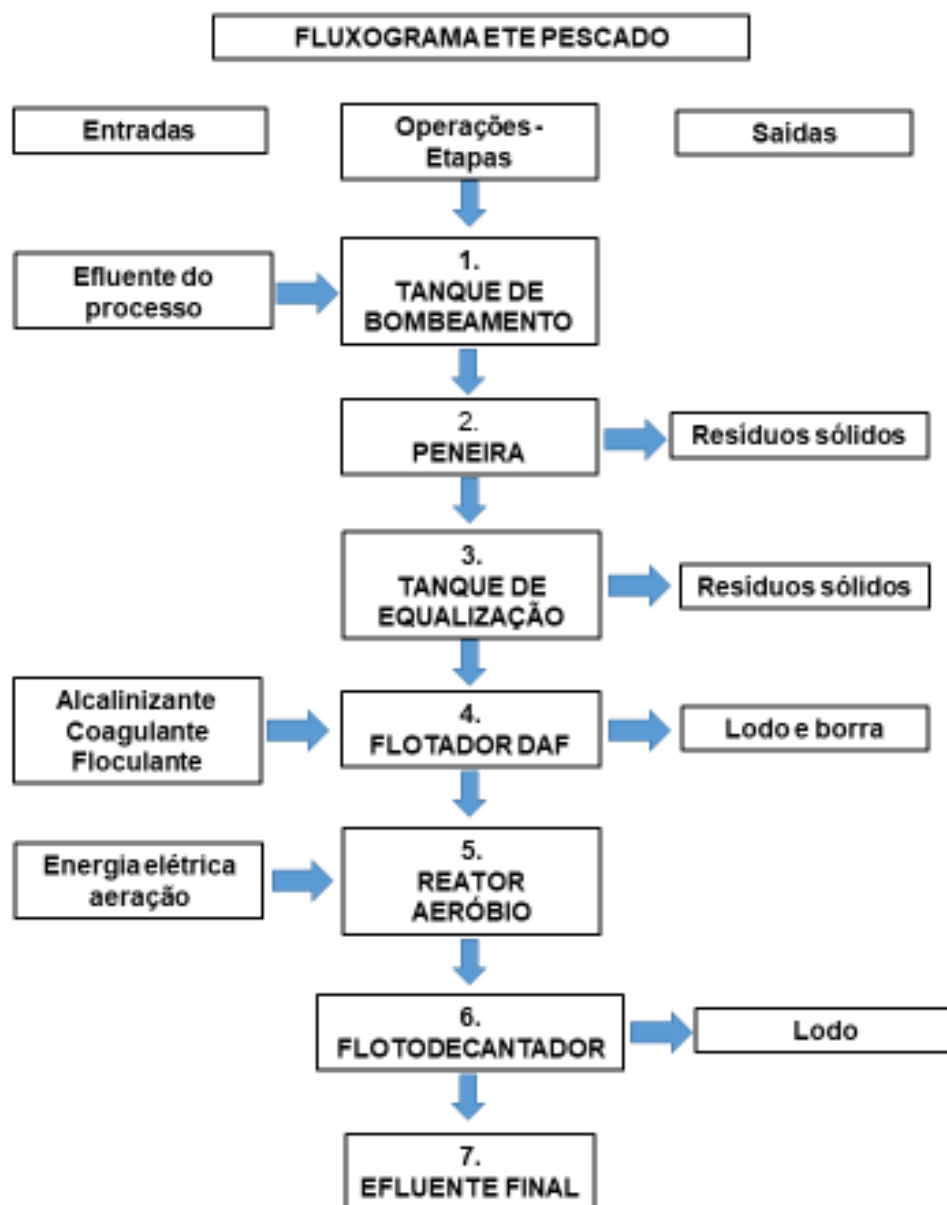 FLUXOGRAMA ETE PESCADO
Entradas
Operações -
Etapas
Saidas
Efluente do
processo
1.
TANQUE DE
BOMBEAMENTO
2.
PENEIRA
Resíduos sólidos
3.
TANQUE DE
EQUALIZAÇÃO
Resíduos sólidos
Alcalinizante
Coagulante
Floculante
4.
FLOTADOR DAF
Lodo e borra
Energia elétrica
aeração
5.
REATOR
AERÓBIO
6.
FLOTODECANTADOR
Lodo
7.
EFLUENTE FINAL